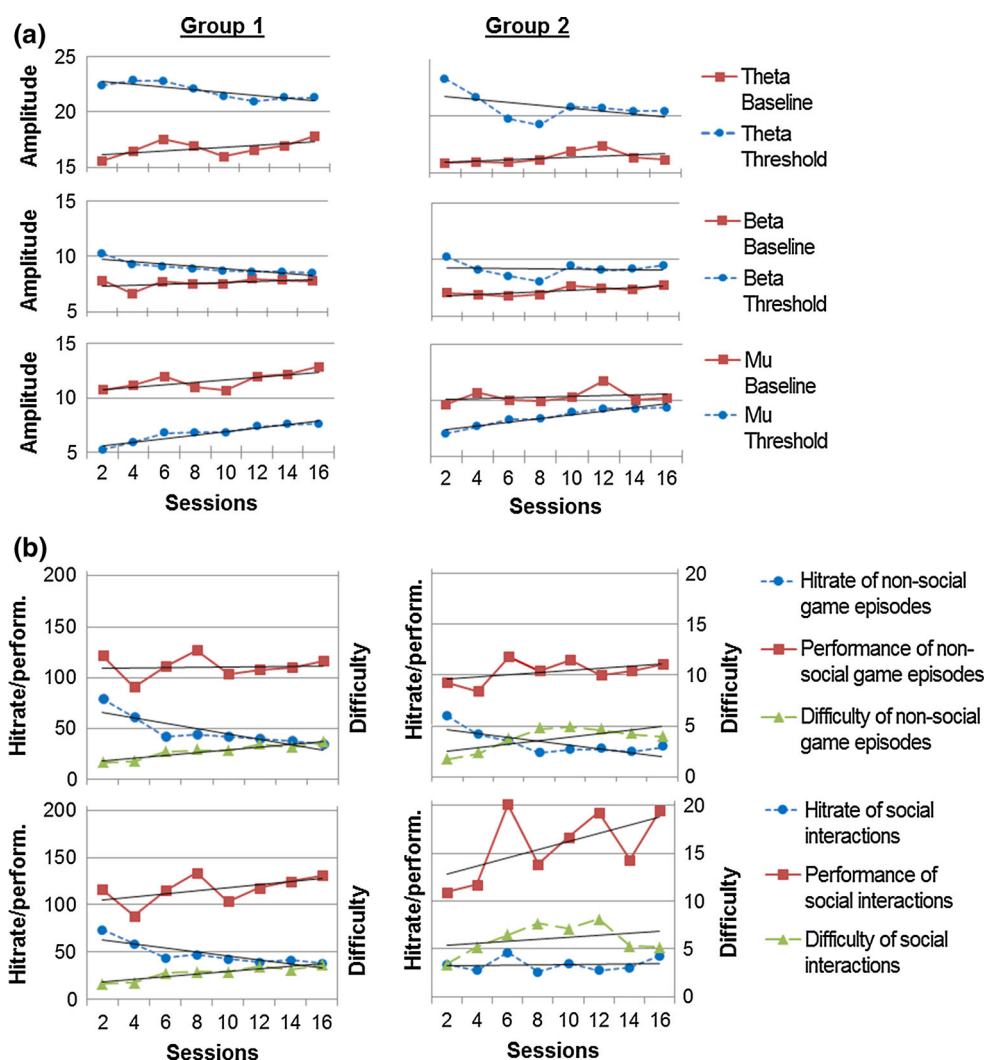 (a)
Group 1
Group 2
Amplitude
25
20
15
Theta
Baseline
Theta
Threshold
Amplitude
15
10
5
Beta
Baseline
Beta
Threshold
Amplitude
15
10
5
2 4 6 8 10 12 14 16
Sessions
2 4 6 8 10 12 14 16
Sessions
Mu
Baseline
Mu
Threshold
(b)
Hitrate/perform.
200
150
100
50
0
Difficulty
Hitrate/perform.
20
15
10
5
0
Difficulty
Hitrate of non-social
game episodes
Performance of non-
social game episodes
Difficulty of non-social
game episodes
Hitrate/perform.
200
150
100
50
0
2 4 6 8 10 12 14 16
Sessions
Difficulty
Hitrate/perform.
20
15
10
5
0
2 4 6 8 10 12 14 16
Sessions
Difficulty
Hitrate of social
interactions
Performance of
social interactions
Difficulty of social
interactions